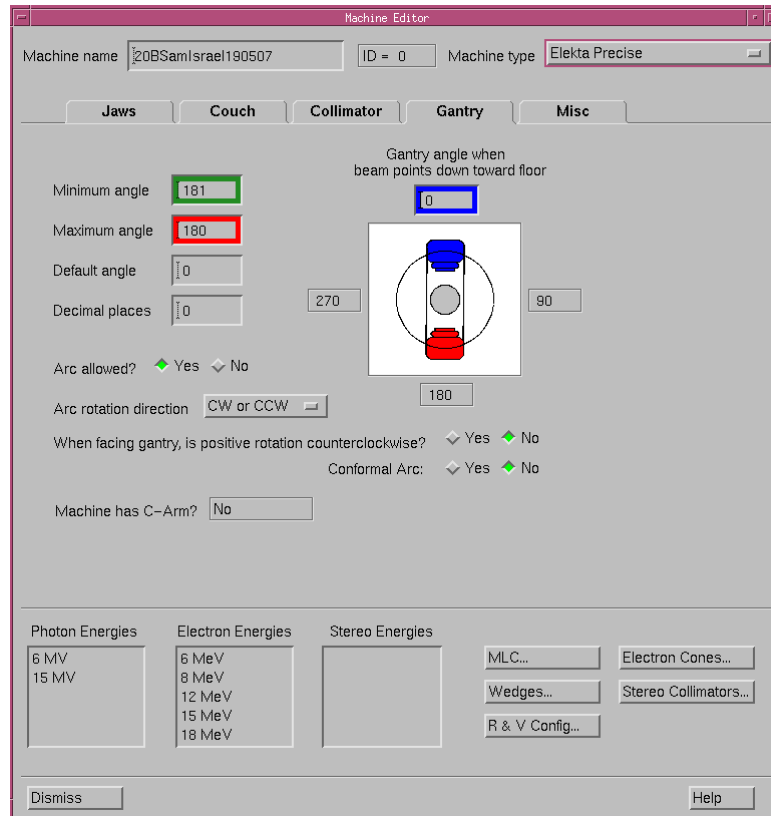 Machine Editor
Machine name 20BSamIsrael190507 ID = 0 Machine type Elekta Precise
Jaws Couch Collimator Gantry Misc
Gantry angle when
beam points down toward floor
Minimum angle 181 0
Maximum angle 180
Default angle 0
Decimal places 0 270 90
Arc allowed? Yes No
180
Arc rotation direction CW or CCW
When facing gantry, is positive rotation counterclockwise? Yes No
Conformal Arc: Yes No
Machine has C-Arm? No
Photon Energies Electron Energies Stereo Energies
6 MV 6 MeV MLC... Electron Cones...
15 MV 8 MeV
12 MeV Wedges... Stereo Collimators...
15 MeV
18 MeV R & V Config...
Dismiss Help